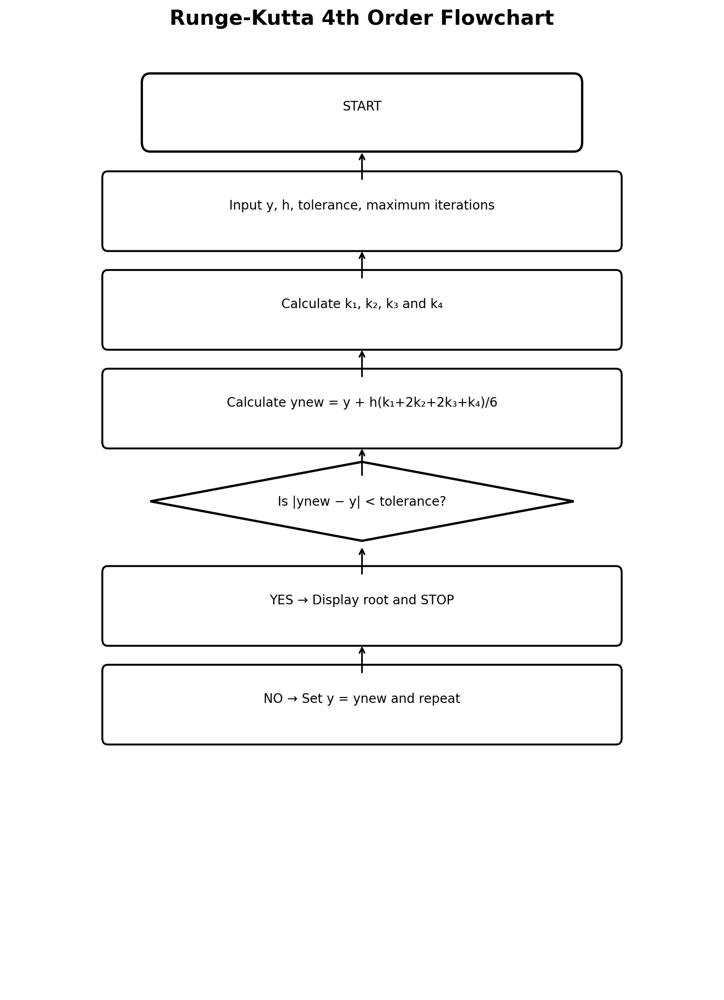 Runge-Kutta 4th Order Flowchart
START
Input y, h, tolerance, maximum iterations
Calculate k₁, k₂, k₃ and k₄
Calculate ynew = y + h(k₁+2k₂+2k₃+k₄)/6
Is |ynew − y| < tolerance?
YES → Display root and STOP
NO → Set y = ynew and repeat